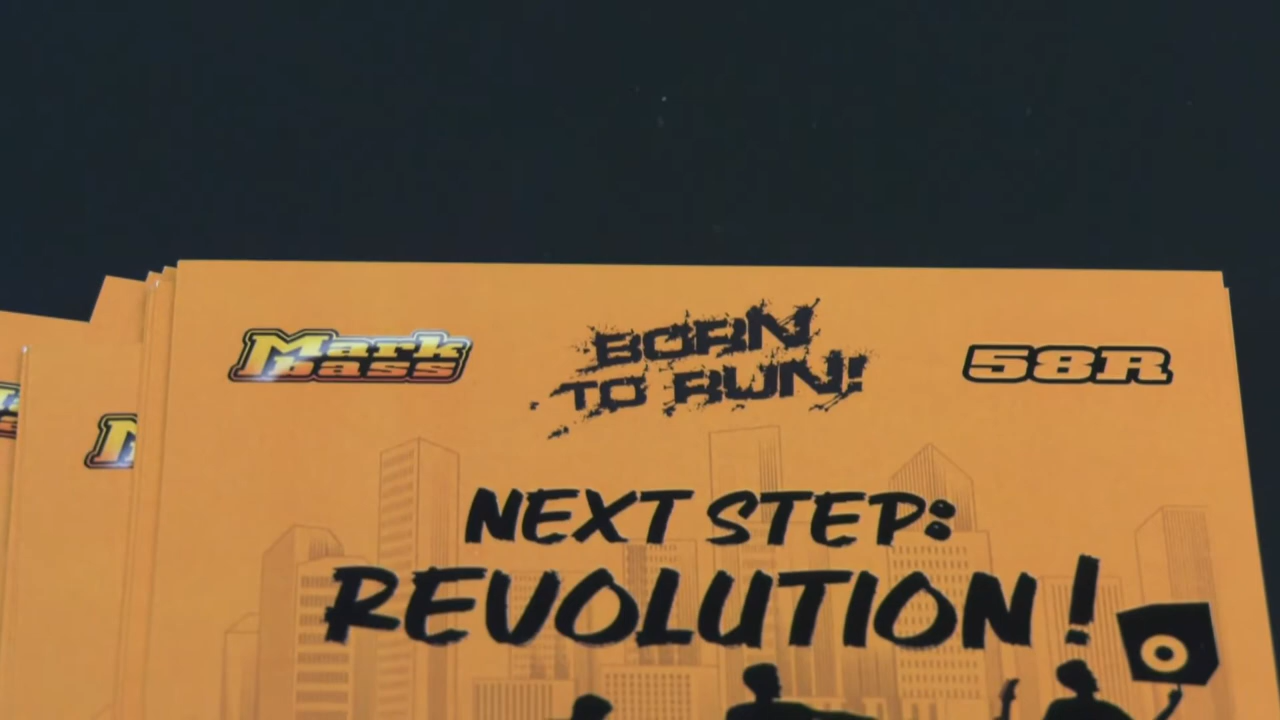 Mark
bass
BORN
TO RUN!
58R
NEXT STEP:
REVOLUTION!